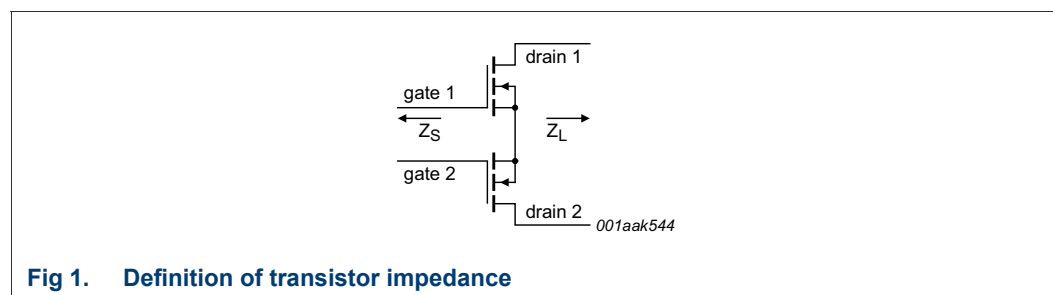 drain 1
gate 1
Z_S
Z_L
gate 2
drain 2
001aak544
Fig 1. Definition of transistor impedance